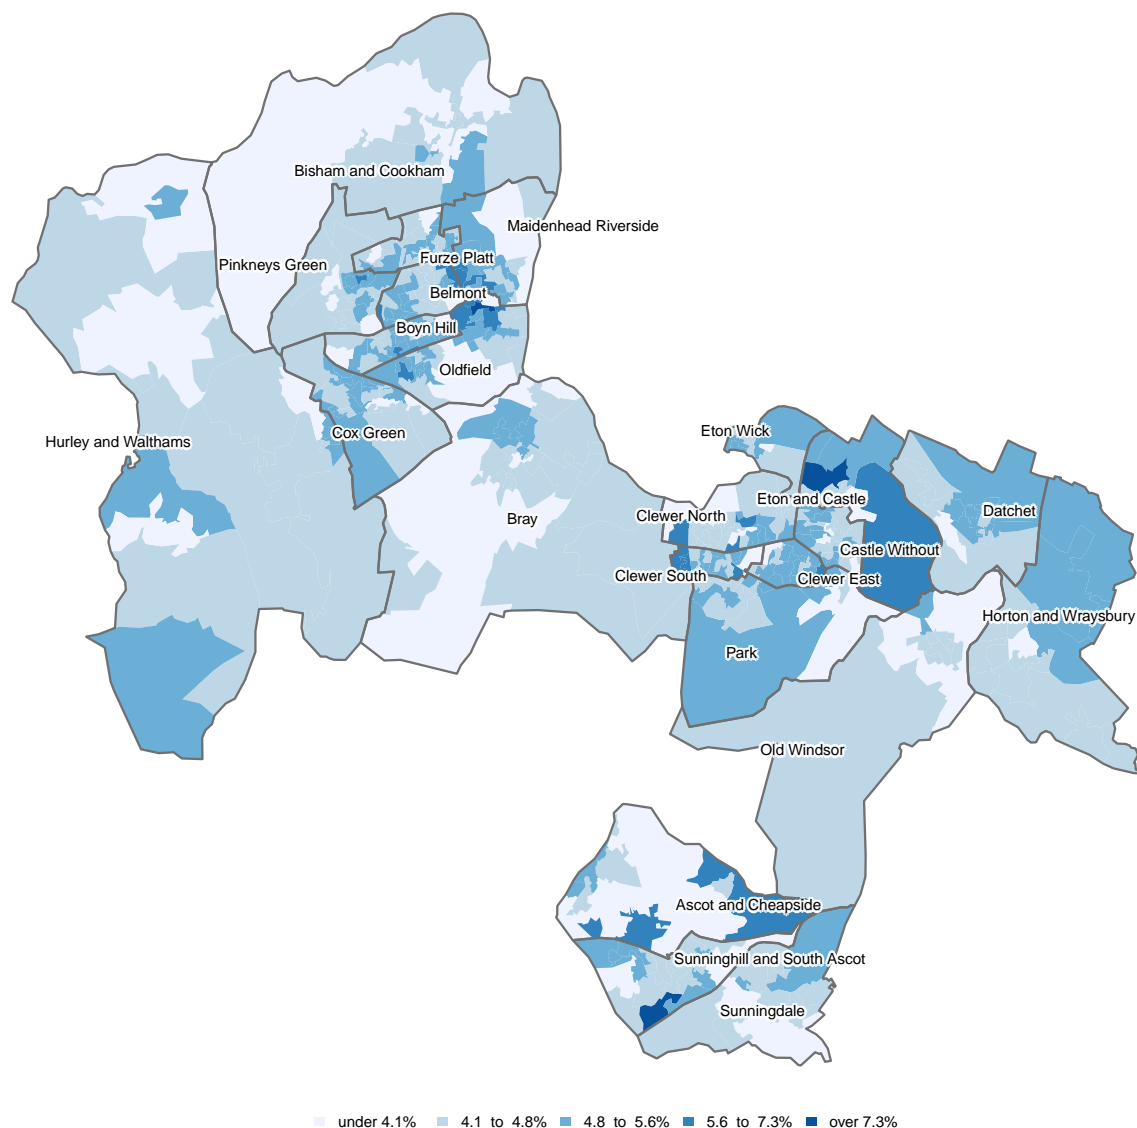 Bisham and Cookham
Maidenhead Riverside
Pinkneys Green
Furze Platt
Belmont
Boyn Hill
Oldfield
Hurley and Walthams
Cox Green
Eton Wick
Bray
Clewer North
Eton and Castle
Datchet
Castle Without
Clewer South
Clewer East
Horton and Wraysbury
Park
Old Windsor
Ascot and Cheapside
Sunninghill and South Ascot
Sunningdale
under 4.1% 4.1 to 4.8% 4.8 to 5.6% 5.6 to 7.3% over 7.3%